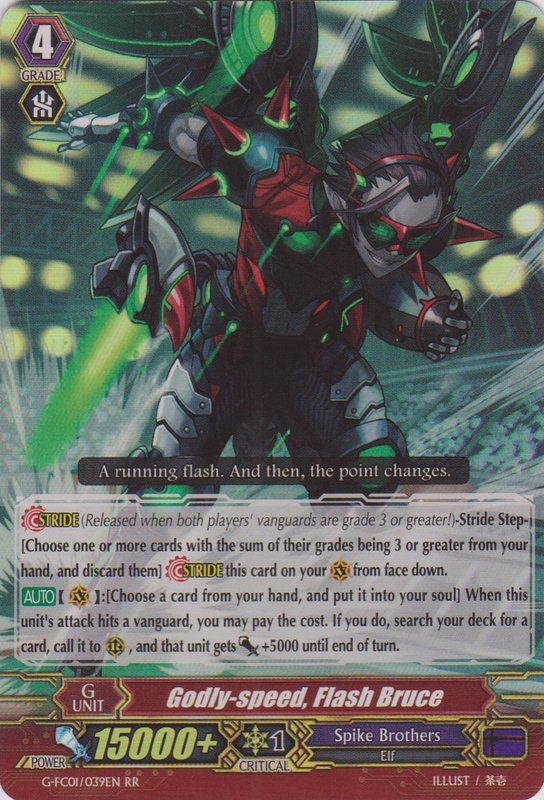 4
GRADE
A running flash. And then, the point changes.
STRIDE (Released when both players' vanguards are grade 3 or greater!)-Stride Step-
[Choose one or more cards with the sum of their grades being 3 or greater from your
hand, and discard them] STRIDE this card on your V from face down.
AUTO【 V 】:[Choose a card from your hand, and put it into your soul] When this
unit's attack hits a vanguard, you may pay the cost. If you do, search your deck for a
card, call it to R , and that unit gets +5000 until end of turn.
G
UNIT
Godly-speed, Flash Bruce
POWER
15000+
1
CRITICAL
Spike Brothers
Elf
G-FC01/039EN RR
ILLUST / 茶壱